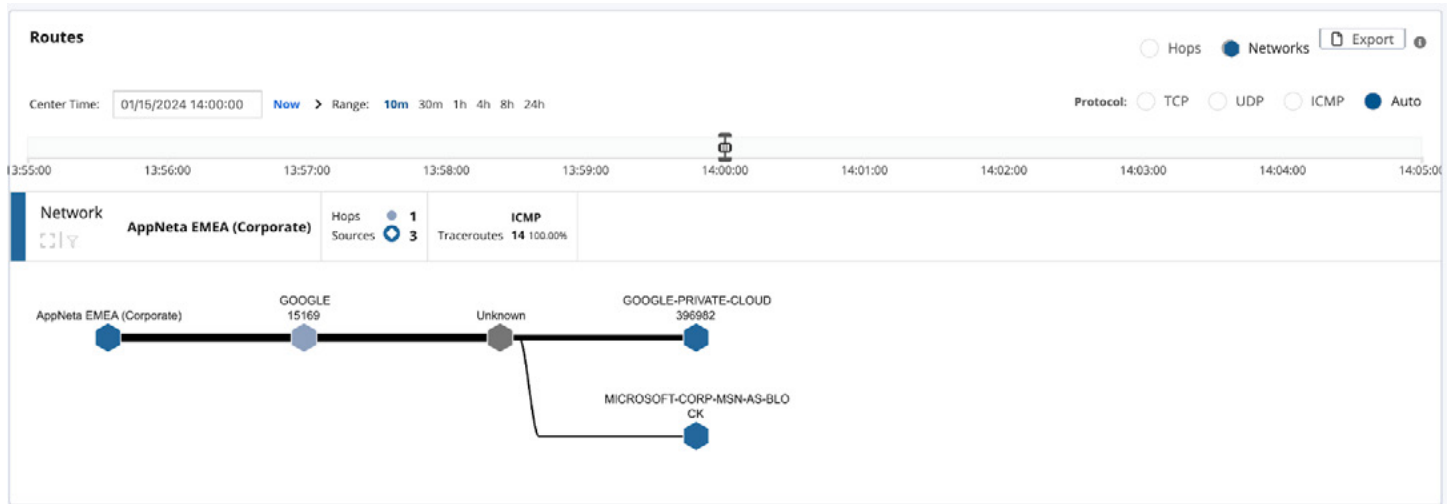 Routes
Hops Networks Export
Center Time: 01/15/2024 14:00:00 Now > Range: 10m 30m 1h 4h 8h 24h
Protocol: TCP UDP ICMP Auto
13:55:00 13:56:00 13:57:00 13:58:00 13:59:00 14:00:00 14:01:00 14:02:00 14:03:00 14:04:00 14:05:00
Network AppNeta EMEA (Corporate)
Hops 1
Sources 3
ICMP
Traceroutes 14 100.00%
AppNeta EMEA (Corporate)
GOOGLE
15169
Unknown
GOOGLE-PRIVATE-CLOUD
396982
MICROSOFT-CORP-MSN-AS-BLO
CK